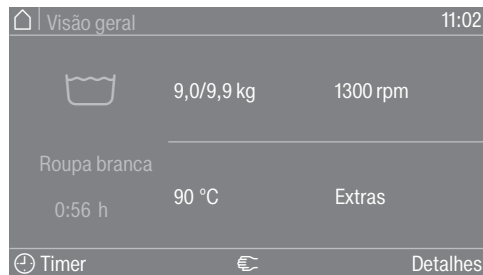 Visão geral 11:02
9,0/9,9 kg 1300 rpm
Roupa branca
0:56 h
90 °C Extras
Timer Detalhes